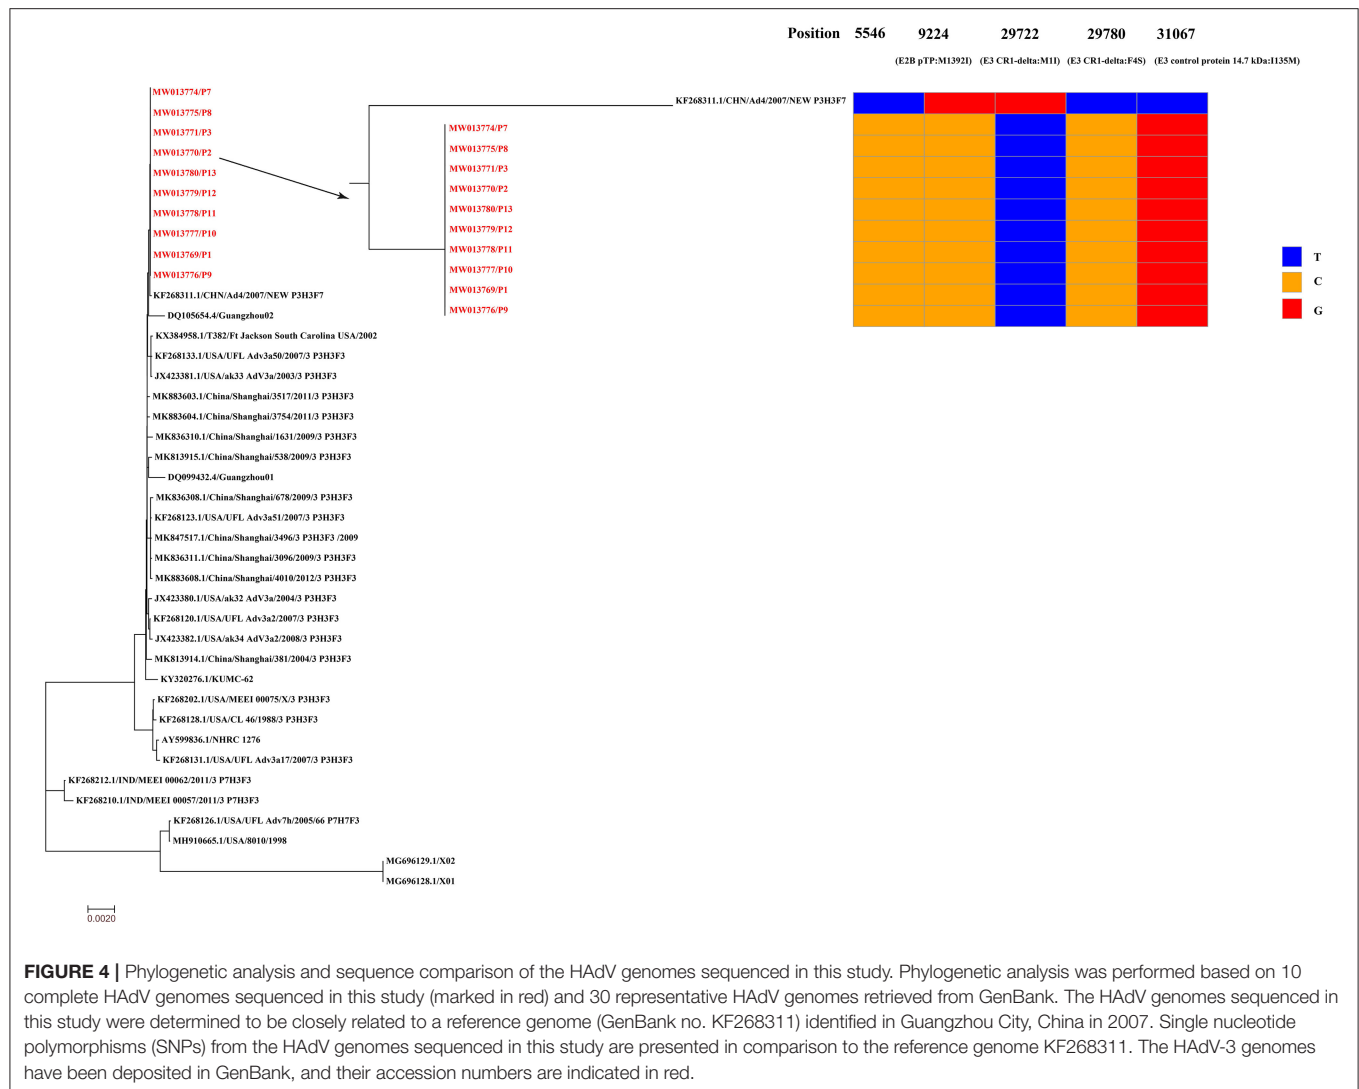 Position 5546 9224 29722 29780 31067
(E2B pTP:M1392I) (E3 CR1-delta:M1I) (E3 CR1-delta:F4S) (E3 control protein 14.7 kDa:I135M)
MW013774/P7
MW013775/P8
MW013771/P3
MW013770/P2
MW013780/P13
MW013779/P12
MW013778/P11
MW013777/P10
MW013769/P1
MW013776/P9
KF268311.1/CHN/Ad4/2007/NEW P3H3F7
DQ105654.4/Guangzhou02
KX384958.1/T382/Ft Jackson South Carolina USA/2002
KF268133.1/USA/UFL Adv3a50/2007/3 P3H3F3
JX423381.1/USA/ak33 AdV3a/2003/3 P3H3F3
MK883603.1/China/Shanghai/3517/2011/3 P3H3F3
MK883604.1/China/Shanghai/3754/2011/3 P3H3F3
MK836310.1/China/Shanghai/1631/2009/3 P3H3F3
MK813915.1/China/Shanghai/538/2009/3 P3H3F3
DQ099432.4/Guangzhou01
MK836308.1/China/Shanghai/678/2009/3 P3H3F3
KF268123.1/USA/UFL Adv3a51/2007/3 P3H3F3
MK847517.1/China/Shanghai/3496/3 P3H3F3 /2009
MK836311.1/China/Shanghai/3096/2009/3 P3H3F3
MK883608.1/China/Shanghai/4010/2012/3 P3H3F3
JX423380.1/USA/ak32 AdV3a/2004/3 P3H3F3
KF268120.1/USA/UFL Adv3a2/2007/3 P3H3F3
JX423382.1/USA/ak34 AdV3a2/2008/3 P3H3F3
MK813914.1/China/Shanghai/381/2004/3 P3H3F3
KY320276.1/KUMC-62
KF268202.1/USA/MEEI 00075/X/3 P3H3F3
KF268128.1/USA/CL 46/1988/3 P3H3F3
AY599836.1/NHRC 1276
KF268131.1/USA/UFL Adv3a17/2007/3 P3H3F3
KF268212.1/IND/MEEI 00062/2011/3 P7H3F3
KF268210.1/IND/MEEI 00057/2011/3 P7H3F3
KF268126.1/USA/UFL Adv7h/2005/66 P7H7F3
MH910665.1/USA/8010/1998
MG696129.1/X02
MG696128.1/X01
0.0020
KF268311.1/CHN/Ad4/2007/NEW P3H3F7
MW013774/P7
MW013775/P8
MW013771/P3
MW013770/P2
MW013780/P13
MW013779/P12
MW013778/P11
MW013777/P10
MW013769/P1
MW013776/P9
T
C
G
FIGURE 4 | Phylogenetic analysis and sequence comparison of the HAdV genomes sequenced in this study. Phylogenetic analysis was performed based on 10
complete HAdV genomes sequenced in this study (marked in red) and 30 representative HAdV genomes retrieved from GenBank. The HAdV genomes sequenced in
this study were determined to be closely related to a reference genome (GenBank no. KF268311) identified in Guangzhou City, China in 2007. Single nucleotide
polymorphisms (SNPs) from the HAdV genomes sequenced in this study are presented in comparison to the reference genome KF268311. The HAdV-3 genomes
have been deposited in GenBank, and their accession numbers are indicated in red.